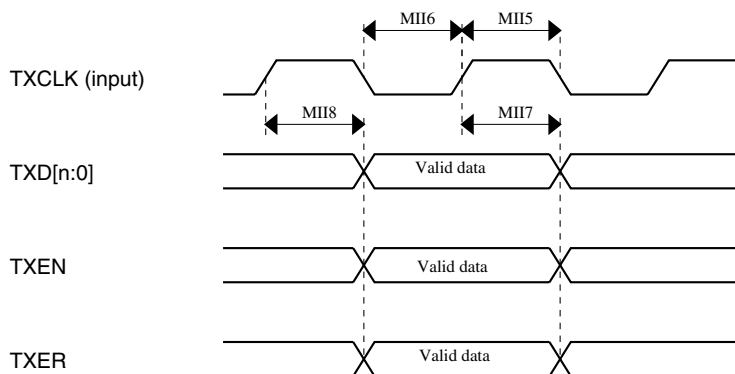 MII6 MII5
TXCLK (input)
MII8 MII7
TXD[n:0] Valid data
TXEN Valid data
TXER Valid data